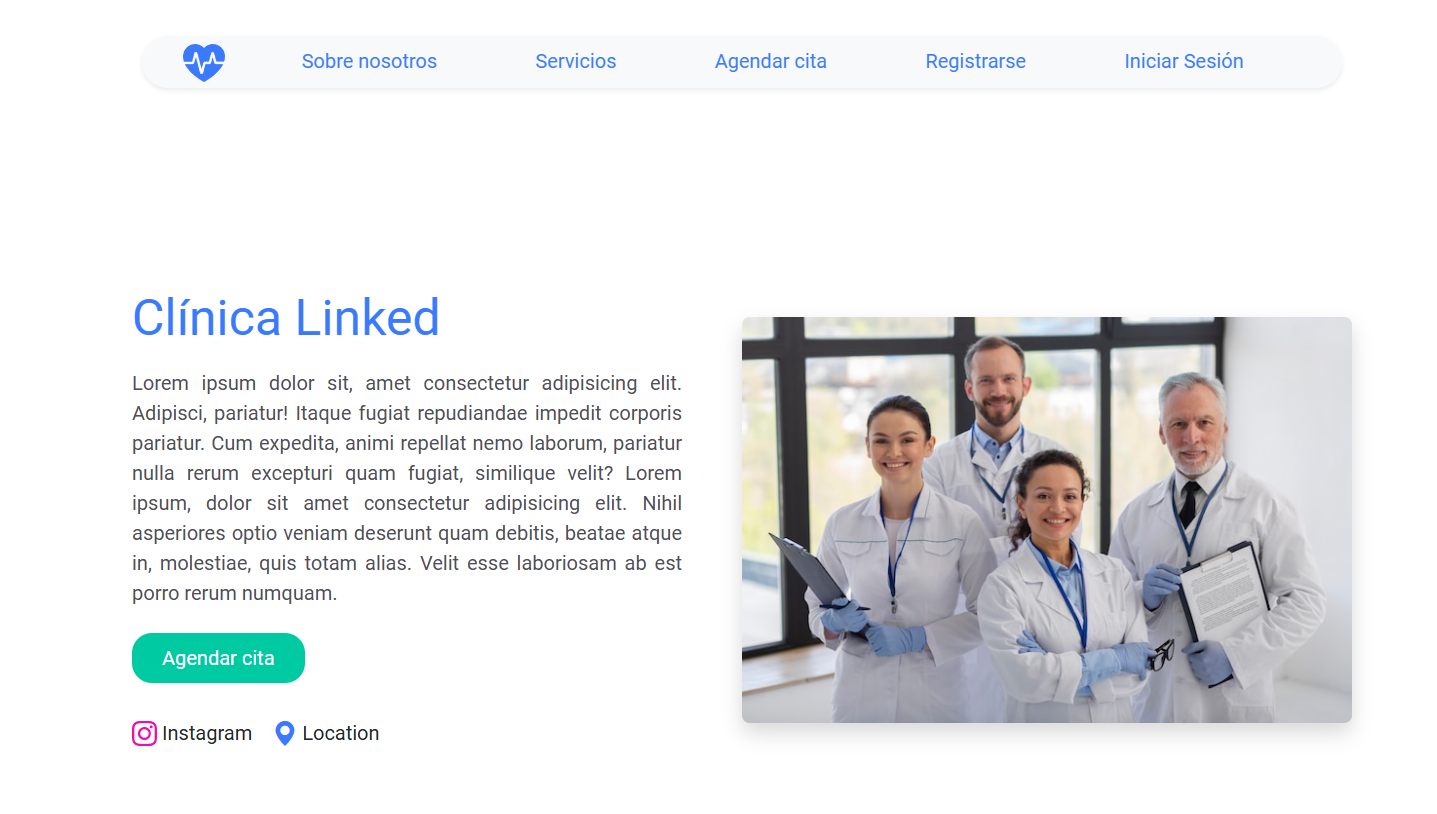 Sobre nosotros
Servicios
Agendar cita
Registrarse
Iniciar Sesión
Clínica Linked
Lorem ipsum dolor sit, amet consectetur adipisicing elit.
Adipisci, pariatur! Itaque fugiat repudiandae impedit corporis
pariatur. Cum expedita, animi repellat nemo laborum, pariatur
nulla rerum excepturi quam fugiat, similique velit? Lorem
ipsum, dolor sit amet consectetur adipisicing elit. Nihil
asperiores optio veniam deserunt quam debitis, beatae atque
in, molestiae, quis totam alias. Velit esse laboriosam ab est
porro rerum numquam.
Agendar cita
Instagram
Location